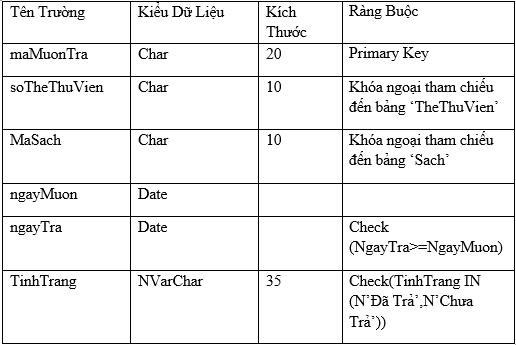 Tên Trường Kiểu Dữ Liệu Kích Ràng Buộc
Thước
maMuonTra Char 20 Primary Key
soTheThuVien Char 10 Khóa ngoại tham chiếu
đến bảng ‘TheThuVien’
MaSach Char 10 Khóa ngoại tham chiếu
đến bảng ‘Sach’
ngayMuon Date
ngayTra Date Check
(NgayTra>=NgayMuon)
TinhTrang NVarChar 35 Check(TinhTrang IN
(N’Đã Trả’,N’Chưa
Trả’))